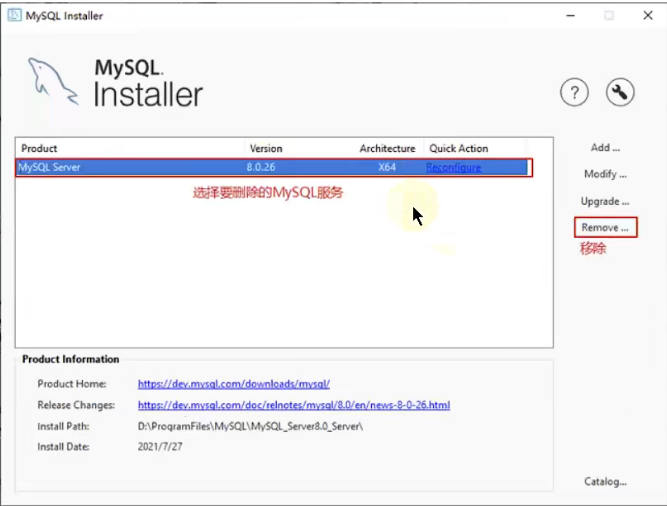 MySQL Installer
MySQL.
Installer
?
Product Version Architecture Quick Action
MySQL Server 8.0.26 X64 Reconfigure
选择要删除的MySQL服务
Add ...
Modify ...
Upgrade ...
Remove ...
移除
Product Information
Product Home: https://dev.mysql.com/downloads/mysql/
Release Changes: https://dev.mysql.com/doc/relnotes/mysql/8.0/en/news-8-0-26.html
Install Path: D:\ProgramFiles\MySQL\MySQL_Server8.0_Server\
Install Date: 2021/7/27
Catalog...